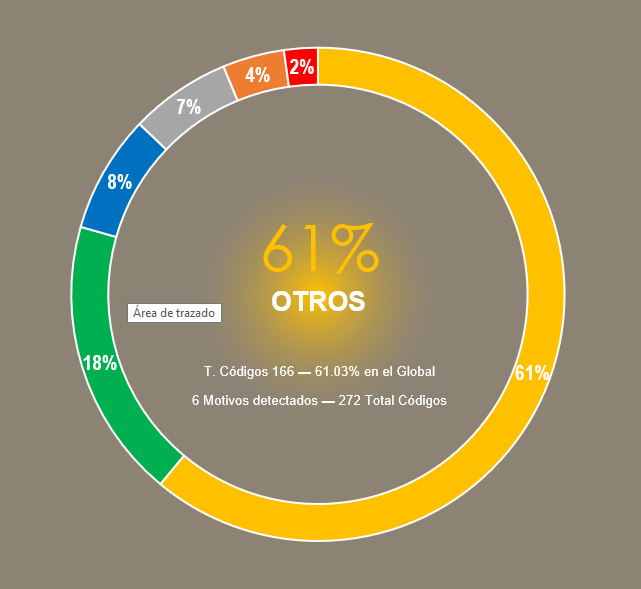 2%
4%
7%
8%
61%
OTROS
Área de trazado
18%
T. Códigos 166 — 61.03% en el Global
61%
6 Motivos detectados — 272 Total Códigos